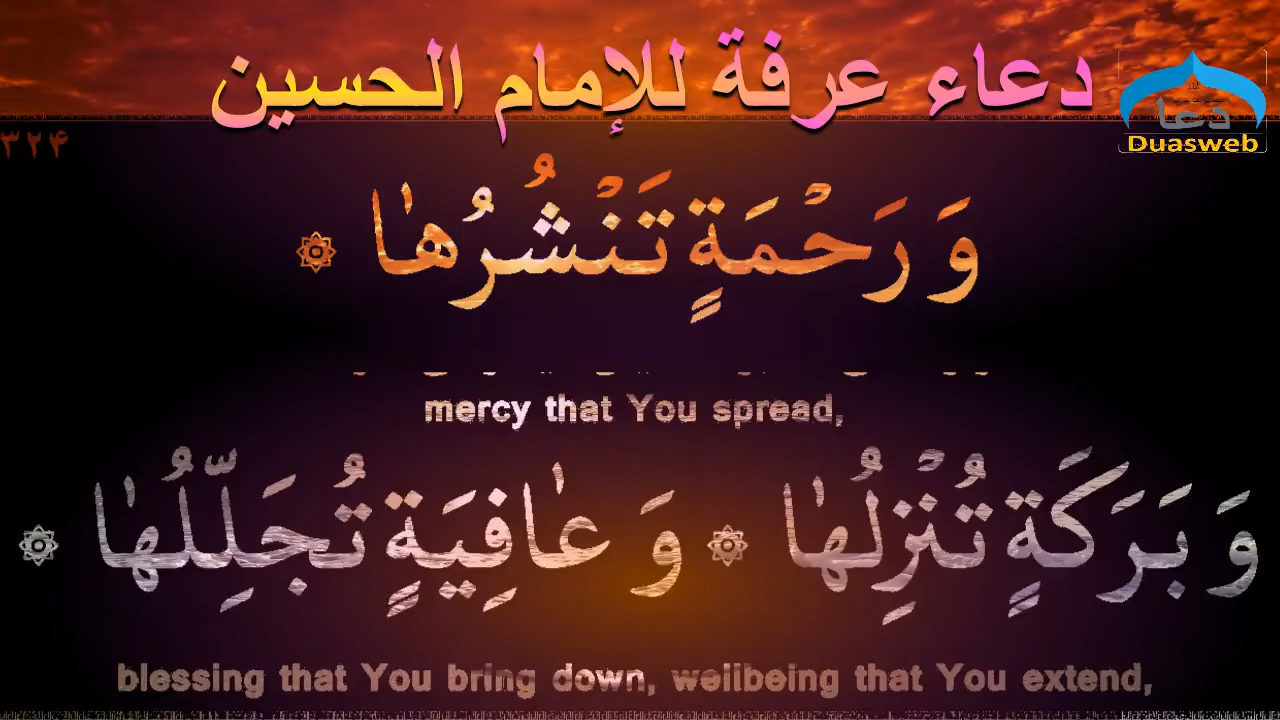 دعاء عرفة للإمام الحسين
دعا
Duasweb
۳۲۴
وَ رَحْمَةٍ تَنْشُرُهٰا ۞
mercy that You spread,
وَ بَرَكَةٍ تُنْزِلُهٰا ۞ وَ عٰافِيَةٍ تُجَلِّلُهٰا ۞
blessing that You bring down, wellbeing that You extend,